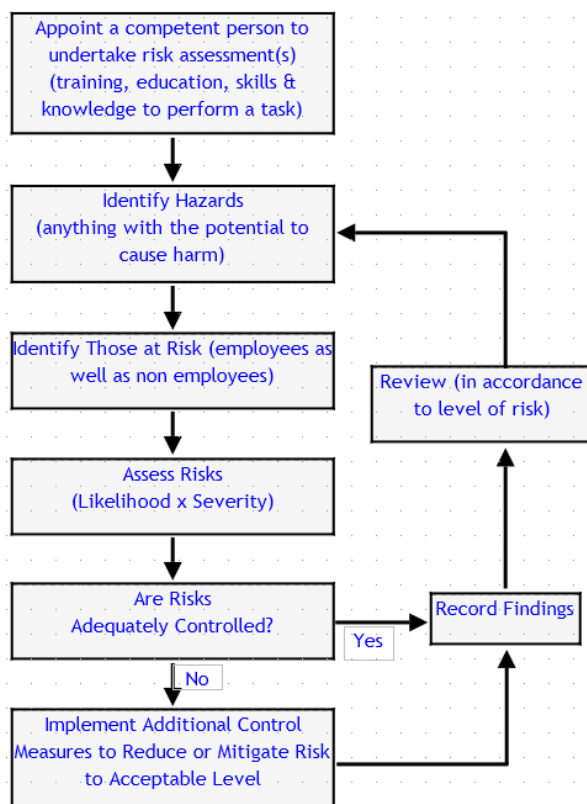 Appoint a competent person to
undertake risk assessment(s)
(training, education, skills &
knowledge to perform a task)
Identify Hazards
(anything with the potential to
cause harm)
Identify Those at Risk (employees as
well as non employees)
Review (in accordance
to level of risk)
Assess Risks
(Likelihood x Severity)
Are Risks
Adequately Controlled?
Yes
Record Findings
No
Implement Additional Control
Measures to Reduce or Mitigate Risk
to Acceptable Level